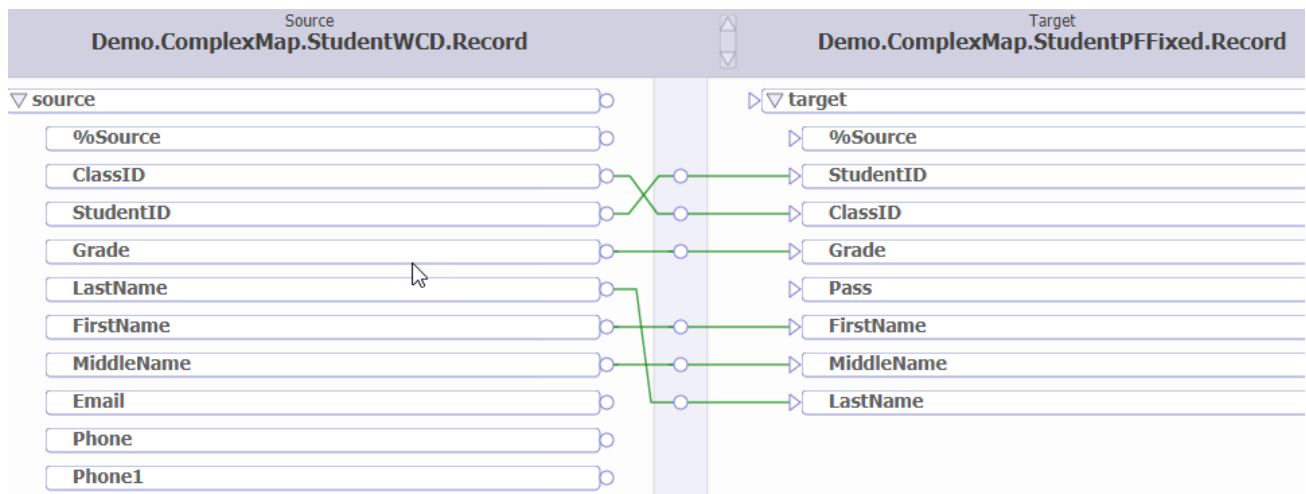 Source
Demo.ComplexMap.StudentWCD.Record
Target
Demo.ComplexMap.StudentPFFixed.Record
source
%Source
ClassID
StudentID
Grade
LastName
FirstName
MiddleName
Email
Phone
Phone1
target
%Source
StudentID
ClassID
Grade
Pass
FirstName
MiddleName
LastName